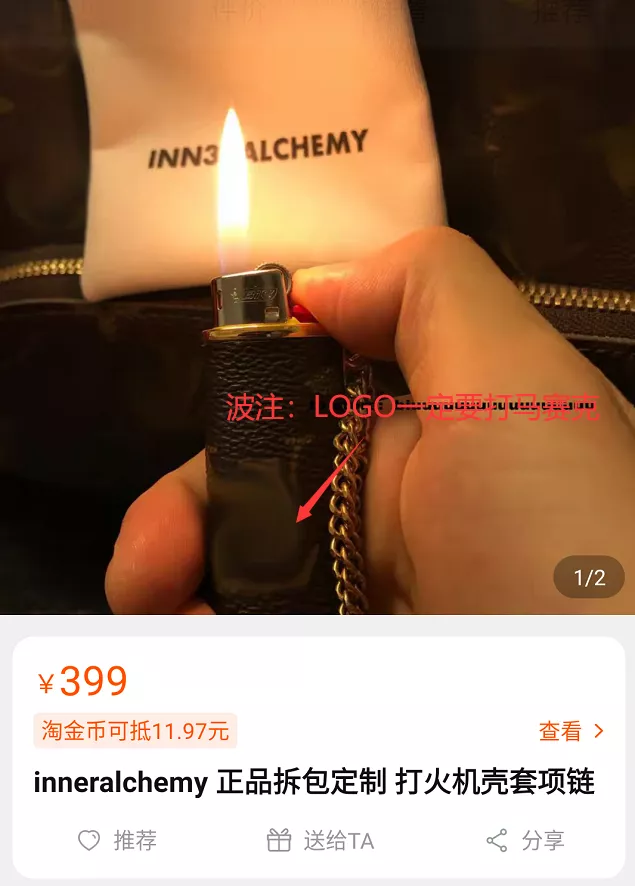 INN3RALCHEMY
波注：LOGO一定要打马赛克
1/2
￥399
淘金币可抵11.97元
查看
inneralchemy 正品拆包定制 打火机壳套项链
推荐
送给TA
分享